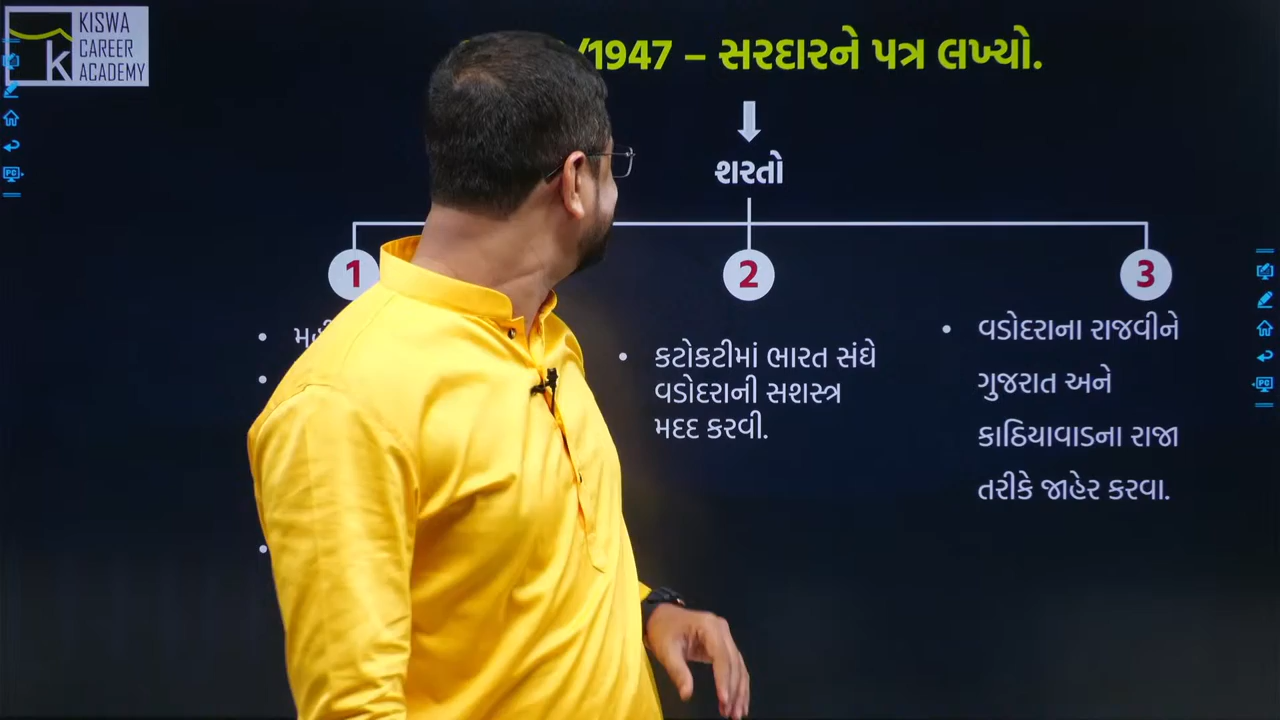 KISWA
CAREER
ACADEMY
k
/1947 – સરદારને પત્ર લખ્યો.
શરતો
1
2
3
કટોકટીમાં ભારત સંઘે
વડોદરાની સશસ્ત્ર
મદદ કરવી.
વડોદરાના રાજવીને
ગુજરાત અને
કાઠિયાવાડના રાજા
તરીકે જાહેર કરવા.